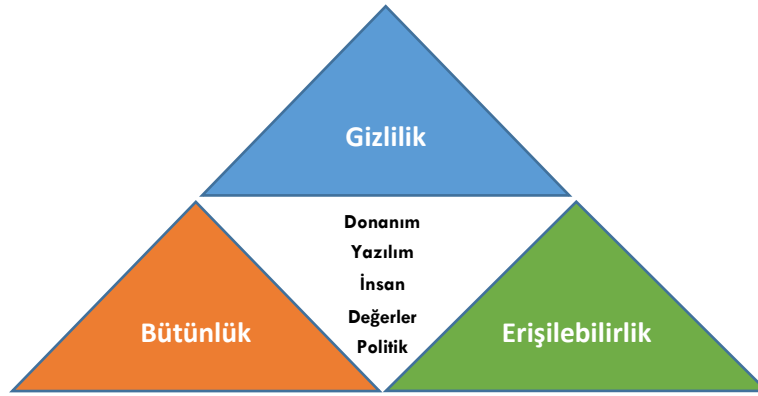 Gizlilik
Donanım
Yazılım
İnsan
Değerler
Politik
Bütünlük
Erişilebilirlik